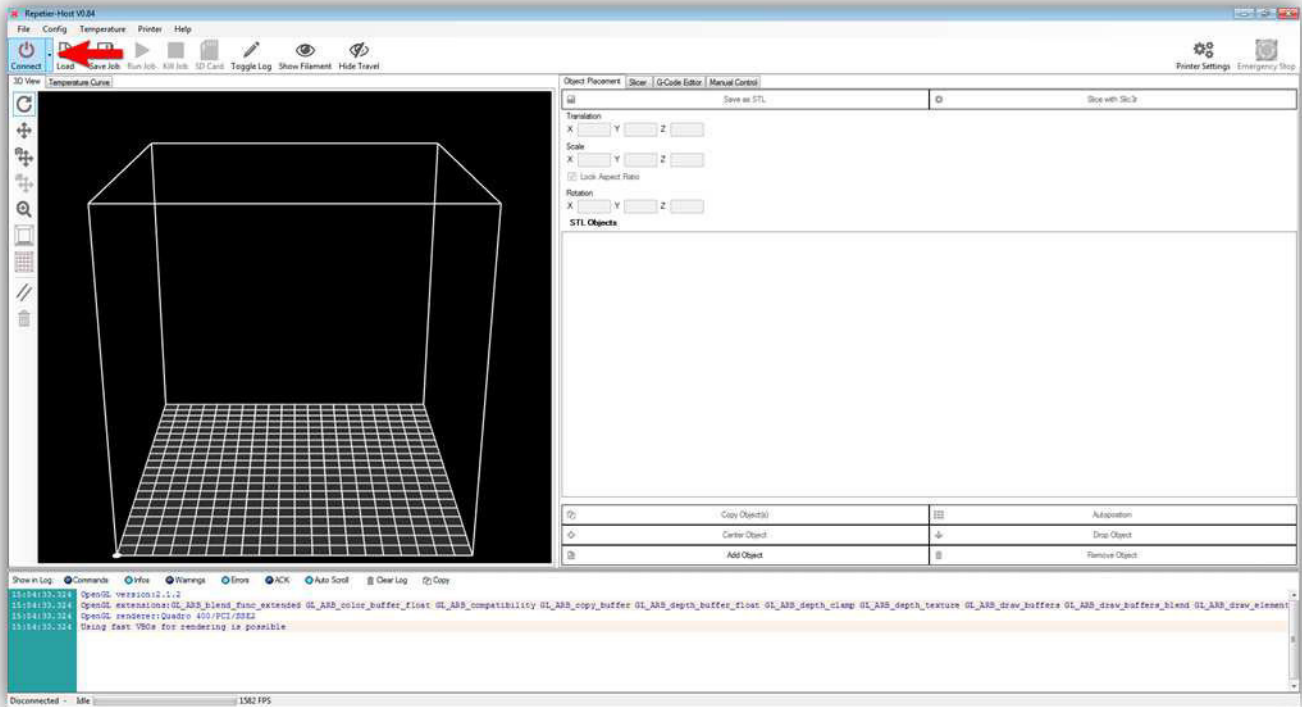 Repetier-Host V0.84
File Config Temperature Printer Help
Connect Load Save Job Run Job Kill Job SD Card Toggle Log Show Filament Hide Travel Printer Settings Emergency Stop
3D View Temperature Curve
Object Placement Slicer G-Code Editor Manual Control
Save as STL Slice with Slic3r
Translation
X Y Z
Scale
X Y Z
Lock Aspect Ratio
Rotation
X Y Z
STL Objects
Copy Object(s) Autoposition
Center Object Drop Object
Add Object Remove Object
Show in Log: Commands Infos Warnings Errors ACK Auto Scroll Clear Log Copy
15:54:33.324 OpenGL version:2.1.2
15:54:33.324 OpenGL extensions:GL_ARB_blend_func_extended GL_ARB_color_buffer_float GL_ARB_compatibility GL_ARB_copy_buffer GL_ARB_depth_buffer_float GL_ARB_depth_clamp GL_ARB_depth_texture GL_ARB_draw_buffers GL_ARB_draw_buffers_blend GL_ARB_draw_element
15:54:33.324 OpenGL renderer:Quadro 400/PCI/SSE2
15:54:33.324 Using fast VBOs for rendering is possible
Disconnected - Idle 1582 FPS